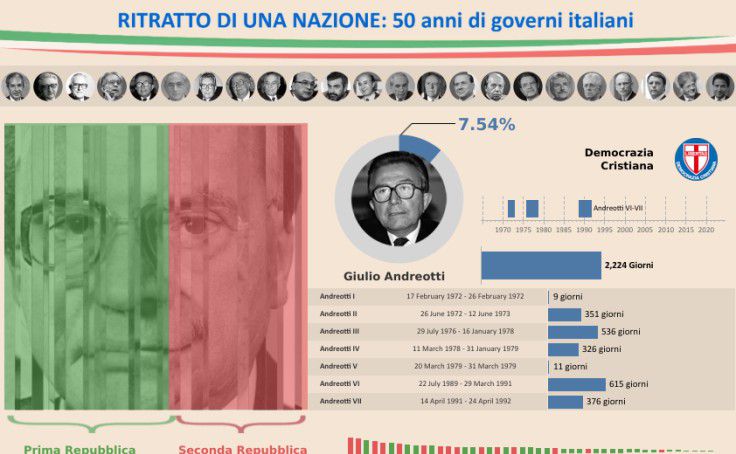 RITRATTO DI UNA NAZIONE: 50 anni di governi italiani
7.54%
Democrazia
Cristiana
DEMOCRAZIA CRISTIANA
Andreotti VI-VII
1970 1975 1980 1985 1990 1995 2000 2005 2010 2015 2020
2,224 Giorni
Giulio Andreotti
Andreotti I 17 February 1972 - 26 February 1972 9 giorni
Andreotti II 26 June 1972 - 12 June 1973 351 giorni
Andreotti III 29 July 1976 - 16 January 1978 536 giorni
Andreotti IV 11 March 1978 - 31 January 1979 326 giorni
Andreotti V 20 March 1979 - 31 March 1979 11 giorni
Andreotti VI 22 July 1989 - 29 March 1991 615 giorni
Andreotti VII 14 April 1991 - 24 April 1992 376 giorni
Prima Repubblica Seconda Repubblica